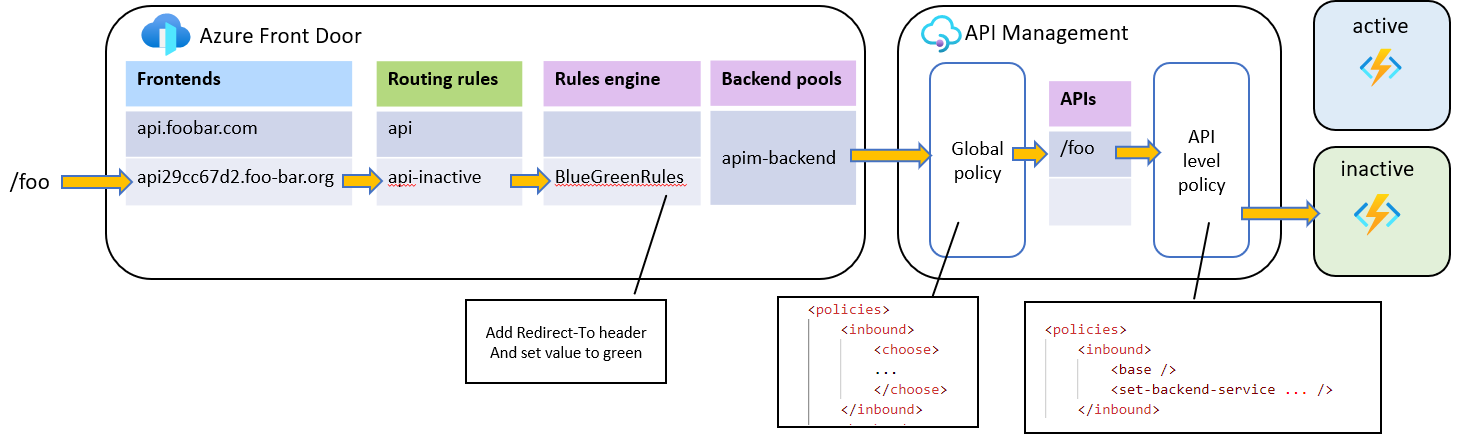 Azure Front Door
Frontends
Routing rules
Rules engine
Backend pools
api.foobar.com
api
apim-backend
/foo
api29cc67d2.foo-bar.org
api-inactive
BlueGreenRules
Add Redirect-To header
And set value to green
API Management
Global
policy
APIs
/foo
API
level
policy
active
inactive
<policies>
<inbound>
<choose>
...
</choose>
</inbound>
<policies>
<inbound>
<base />
<set-backend-service ... />
</inbound>